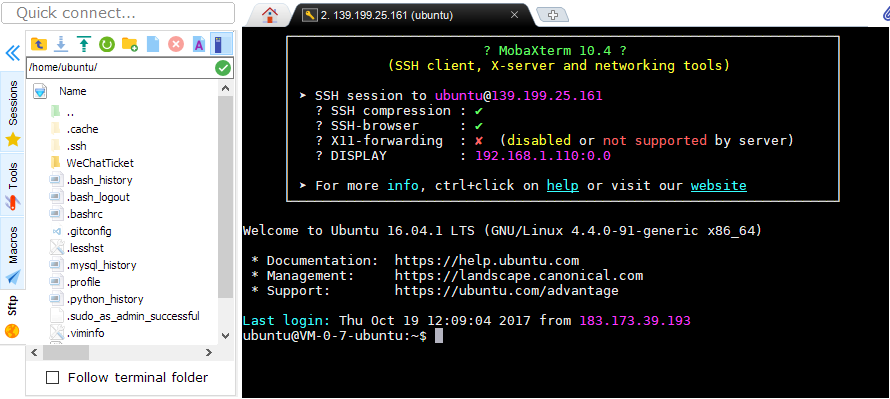 Quick connect...
2. 139.199.25.161 (ubuntu)
/home/ubuntu/
Name
..
.cache
.ssh
WeChatTicket
.bash_history
.bash_logout
.bashrc
.gitconfig
.lesshst
.mysql_history
.profile
.python_history
.sudo_as_admin_successful
.viminfo
Follow terminal folder
Sessions
Tools
Macros
Sftp
? MobaXterm 10.4 ?
(SSH client, X-server and networking tools)
➤ SSH session to ubuntu@139.199.25.161
? SSH compression : ✔
? SSH-browser : ✔
? X11-forwarding : ✘ (disabled or not supported by server)
? DISPLAY : 192.168.1.110:0.0
➤ For more info, ctrl+click on help or visit our website
Welcome to Ubuntu 16.04.1 LTS (GNU/Linux 4.4.0-91-generic x86_64)
* Documentation: https://help.ubuntu.com
* Management: https://landscape.canonical.com
* Support: https://ubuntu.com/advantage
Last login: Thu Oct 19 12:09:04 2017 from 183.173.39.193
ubuntu@VM-0-7-ubuntu:~$